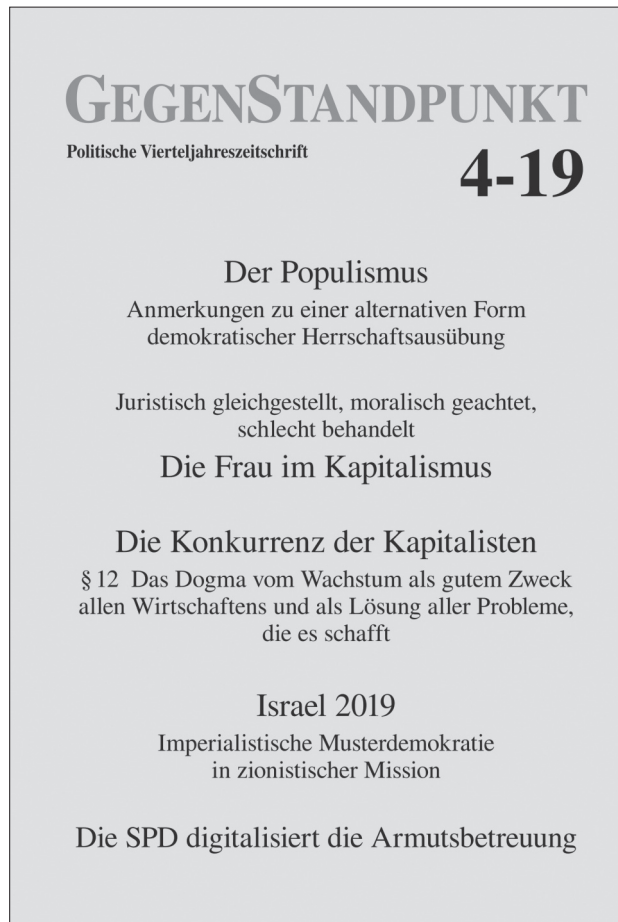 GEGENSTANDPUNKT
Politische Vierteljahreszeitschrift
4-19
Der Populismus
Anmerkungen zu einer alternativen Form
demokratischer Herrschaftsausübung
Juristisch gleichgestellt, moralisch geachtet,
schlecht behandelt
Die Frau im Kapitalismus
Die Konkurrenz der Kapitalisten
§ 12 Das Dogma vom Wachstum als gutem Zweck
allen Wirtschaftens und als Lösung aller Probleme,
die es schafft
Israel 2019
Imperialistische Musterdemokratie
in zionistischer Mission
Die SPD digitalisiert die Armutsbetreuung